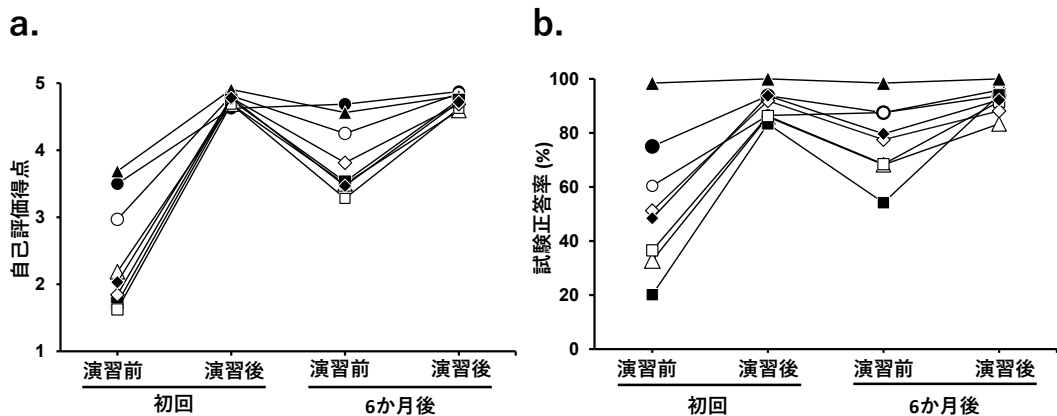 a.
自己評価得点
5
4
3
2
1
演習前 演習後 演習前 演習後
初回 6か月後
b.
試験正答率 (%)
100
80
60
40
20
0
演習前 演習後 演習前 演習後
初回 6か月後